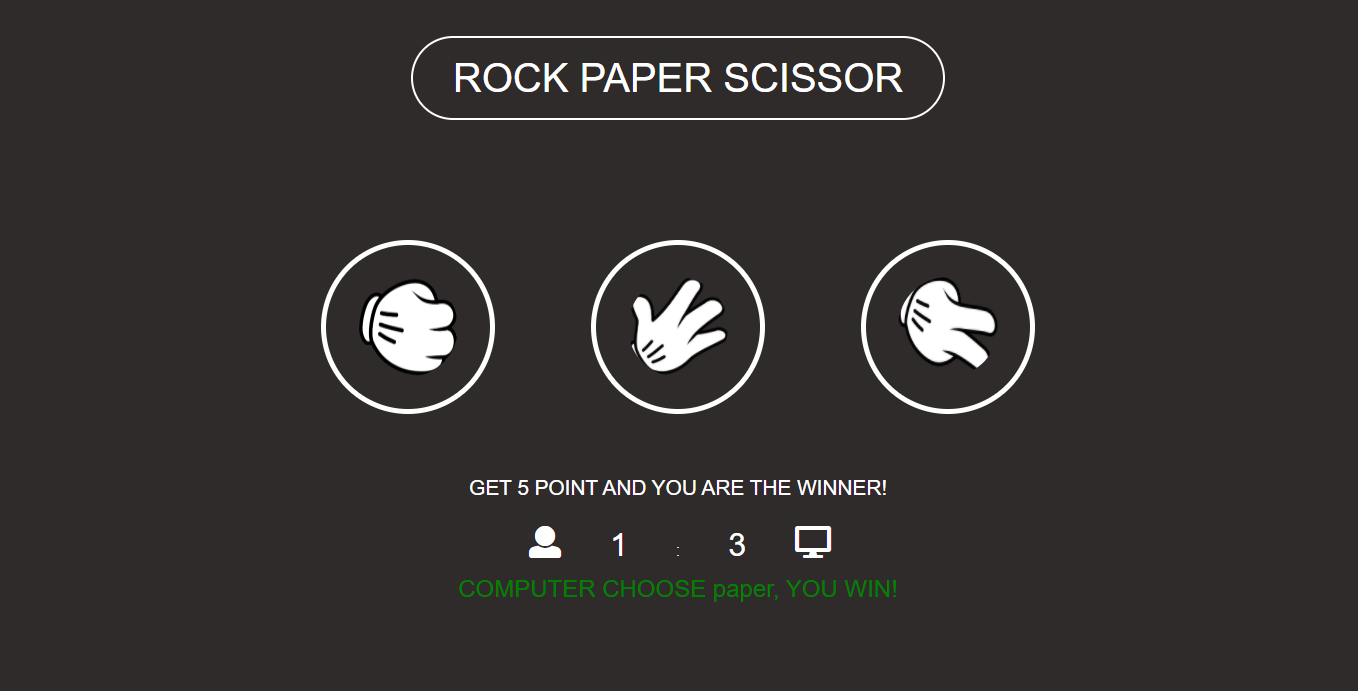 ROCK PAPER SCISSOR
GET 5 POINT AND YOU ARE THE WINNER!
1 : 3
COMPUTER CHOOSE paper, YOU WIN!